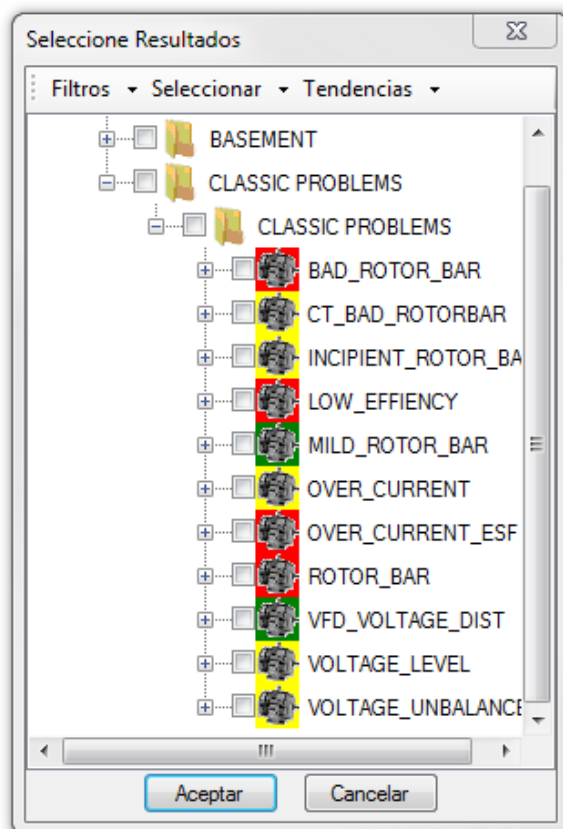 Seleccione Resultados
Filtros Seleccionar Tendencias
BASEMENT
CLASSIC PROBLEMS
CLASSIC PROBLEMS
BAD_ROTOR_BAR
CT_BAD_ROTORBAR
INCIPIENT_ROTOR_BA
LOW_EFFIENCY
MILD_ROTOR_BAR
OVER_CURRENT
OVER_CURRENT_ESF
ROTOR_BAR
VFD_VOLTAGE_DIST
VOLTAGE_LEVEL
VOLTAGE_UNBALANCE
Aceptar Cancelar